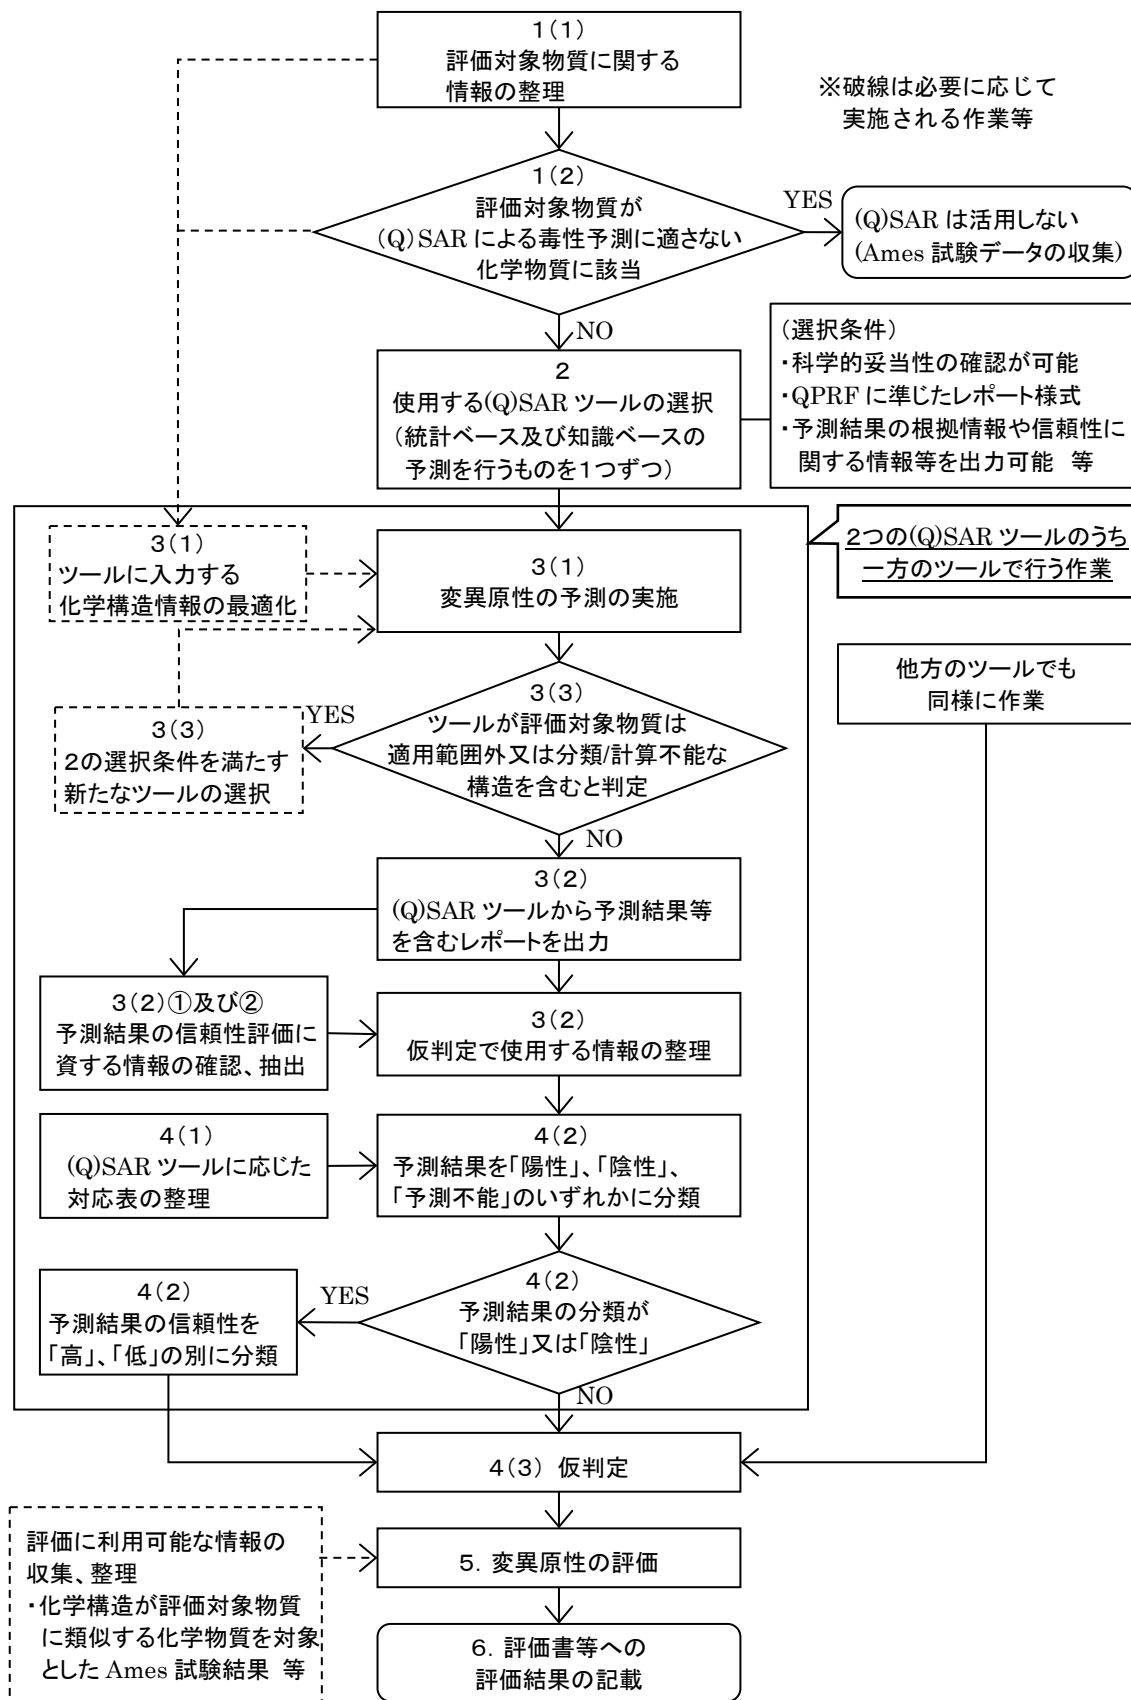 1(1)
評価対象物質に関する
情報の整理
※破線は必要に応じて
実施される作業等
1(2)
評価対象物質が
(Q)SAR による毒性予測に適さない
化学物質に該当
YES
(Q)SAR は活用しない
(Ames 試験データの収集)
NO
2
使用する(Q)SAR ツールの選択
(統計ベース及び知識ベースの
予測を行うものを1つずつ)
(選択条件)
・科学的妥当性の確認が可能
・QPRF に準じたレポート様式
・予測結果の根拠情報や信頼性に
関する情報等を出力可能 等
2つの(Q)SAR ツールのうち
一方のツールで行う作業
3(1)
ツールに入力する
化学構造情報の最適化
3(1)
変異原性の予測の実施
他方のツールでも
同様に作業
3(3)
ツールが評価対象物質は
適用範囲外又は分類/計算不能な
構造を含むと判定
YES
3(3)
2の選択条件を満たす
新たなツールの選択
NO
3(2)
(Q)SAR ツールから予測結果等
を含むレポートを出力
3(2)①及び②
予測結果の信頼性評価に
資する情報の確認、抽出
3(2)
仮判定で使用する情報の整理
4(1)
(Q)SAR ツールに応じた
対応表の整理
4(2)
予測結果を「陽性」、「陰性」、
「予測不能」のいずれかに分類
4(2)
予測結果の分類が
「陽性」又は「陰性」
YES
4(2)
予測結果の信頼性を
「高」、「低」の別に分類
NO
4(3) 仮判定
評価に利用可能な情報の
収集、整理
・化学構造が評価対象物質
に類似する化学物質を対象
とした Ames 試験結果 等
5. 変異原性の評価
6. 評価書等への
評価結果の記載